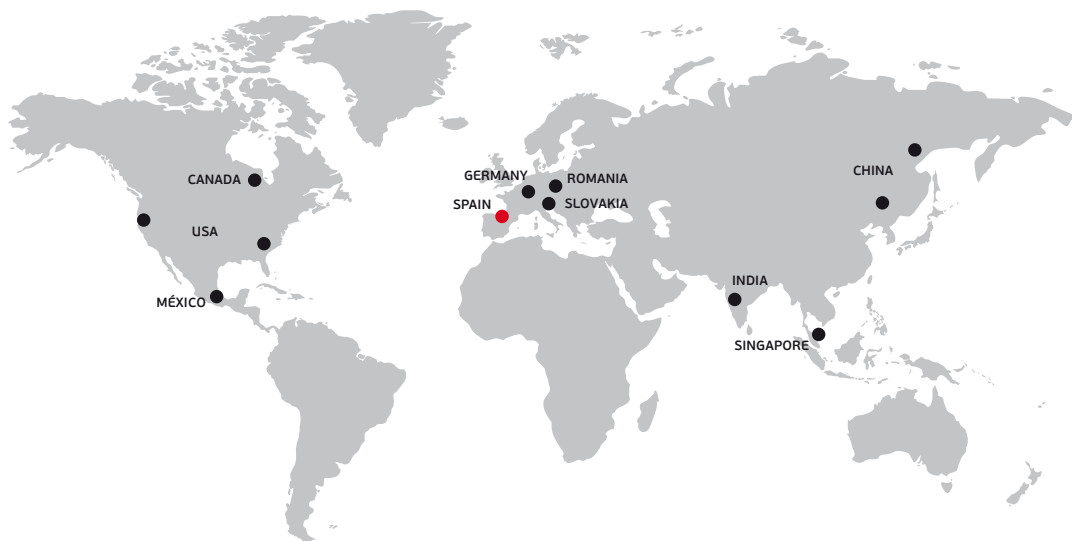 CANADA
USA
MÉXICO
GERMANY
ROMANIA
SPAIN
SLOVAKIA
CHINA
INDIA
SINGAPORE